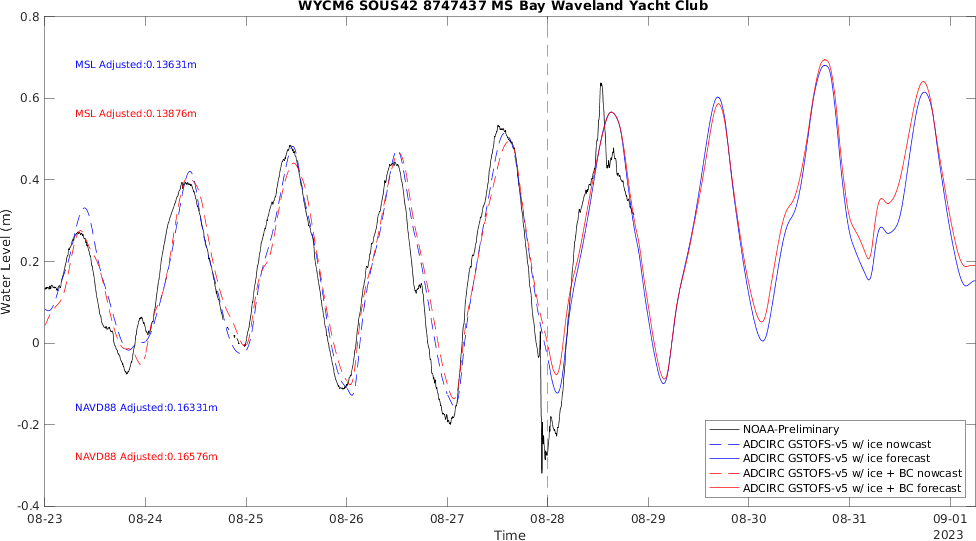 WYCM6 SOUS42 8747437 MS Bay Waveland Yacht Club
0.8
MSL Adjusted:0.13631m
0.6
MSL Adjusted:0.13876m
0.4
Water Level (m)
0.2
0
NAVD88 Adjusted:0.16331m
-0.2
NAVD88 Adjusted:0.16576m
-0.4
NOAA-Preliminary
ADCIRC GSTOFS-v5 w/ ice nowcast
ADCIRC GSTOFS-v5 w/ ice forecast
ADCIRC GSTOFS-v5 w/ ice + BC nowcast
ADCIRC GSTOFS-v5 w/ ice + BC forecast
08-23 08-24 08-25 08-26 08-27 08-28 08-29 08-30 08-31 09-01
Time
2023